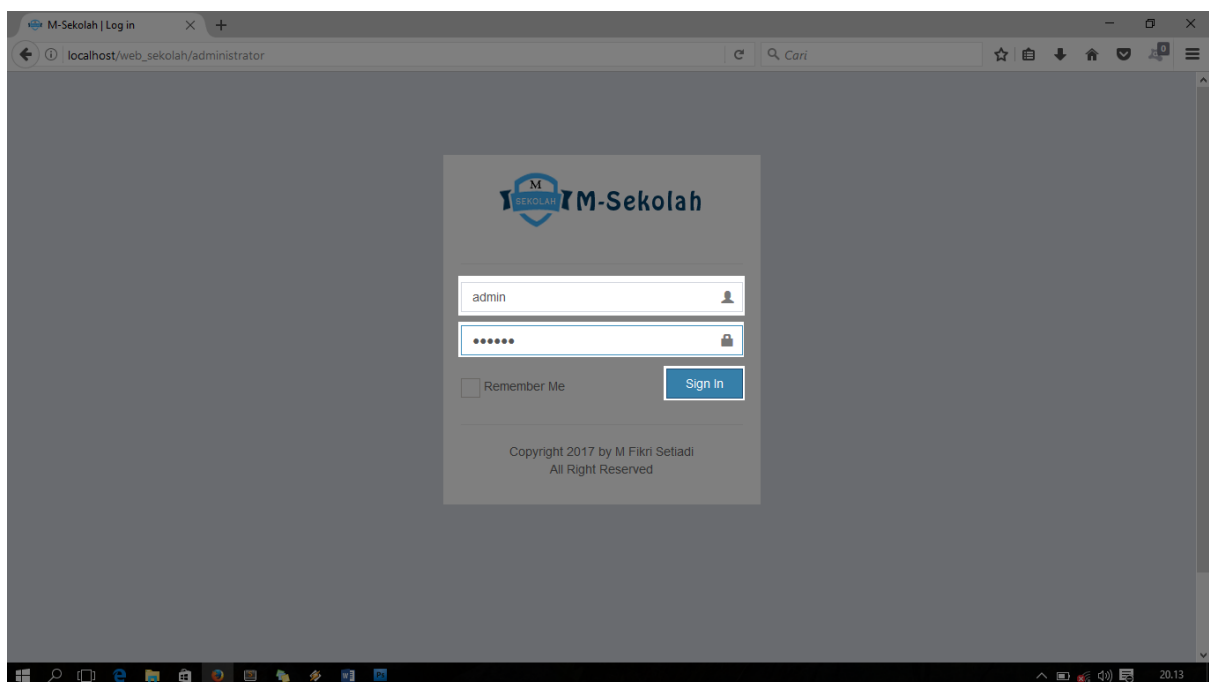 M-Sekolah | Log in
localhost/web_sekolah/administrator
Cari
0
M
SEKOLAH
M-Sekolah
admin
••••••
Remember Me
Sign In
Copyright 2017 by M Fikri Setiadi
All Right Reserved
20.13